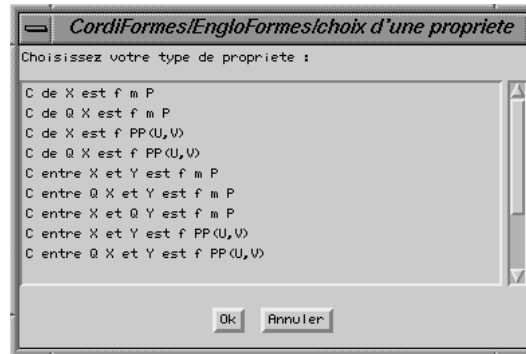 CordiFormes/EngloFormes/choix d'une propriete
Choisissez votre type de propriete :
C de X est f m P
C de Q X est f m P
C de X est f PP(U,V)
C de Q X est f PP(U,V)
C entre X et Y est f m P
C entre Q X et Y est f m P
C entre X et Q Y est f m P
C entre X et Y est f PP(U,V)
C entre Q X et Y est f PP(U,V)
Ok Annuler